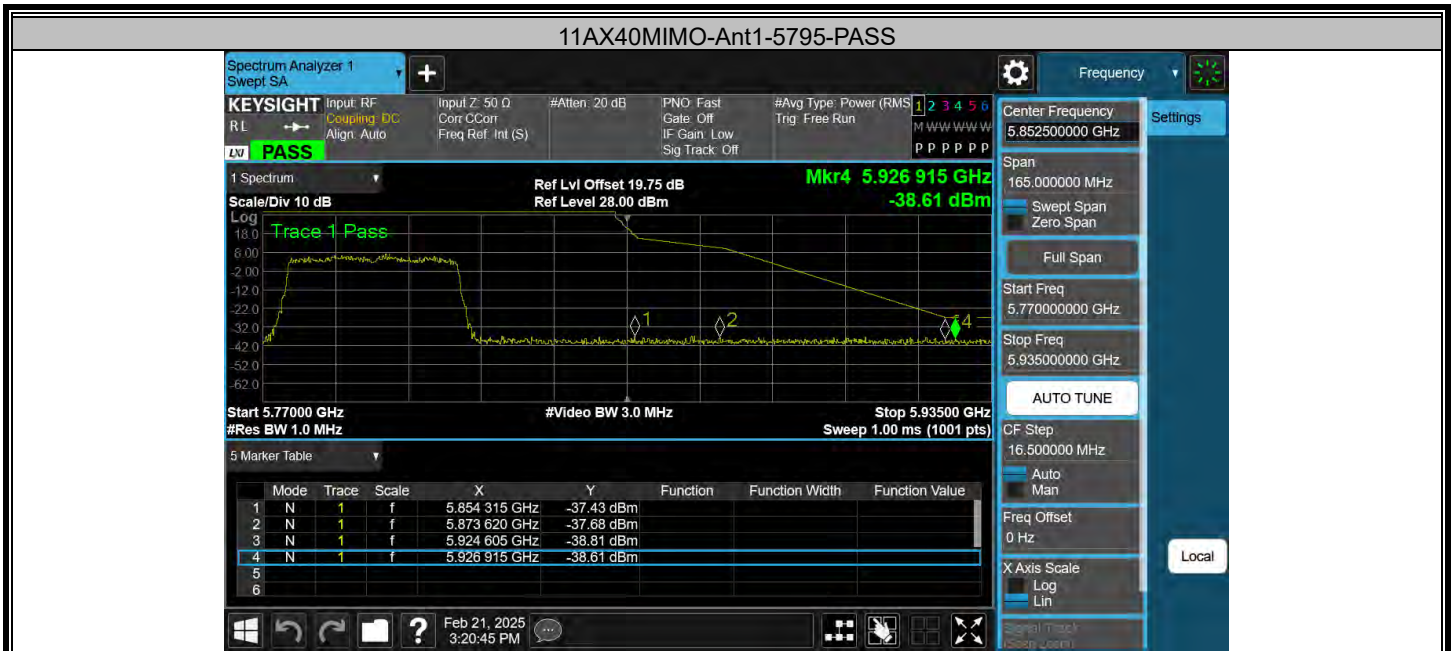 11AX40MIMO-Ant1-5795-PASS
Spectrum Analyzer 1
Swept SA
Frequency
KEYSIGHT Input: RF Input Z: 50 Ω #Atten: 20 dB PNO: Fast #Avg Type: Power (RMS 1 2 3 4 5 6
RL Coupling: DC Corr CCorr Gate: Off Trig: Free Run
Align: Auto Freq Ref: Int (S) IF Gain: Low M W W W W W
LXI PASS Sig Track: Off P P P P P P
Center Frequency
5.852500000 GHz
Settings
1 Spectrum
Ref Lvl Offset 19.75 dB
Mkr4 5.926 915 GHz
Scale/Div 10 dB
Ref Level 28.00 dBm
-38.61 dBm
Span
165.000000 MHz
Swept Span
Zero Span
Log
Trace 1 Pass
18.0
8.00
-2.00
-12.0
-22.0
-32.0
-42.0
-52.0
-62.0
1
2
4
Full Span
Start Freq
5.770000000 GHz
Stop Freq
5.935000000 GHz
AUTO TUNE
Start 5.77000 GHz #Video BW 3.0 MHz Stop 5.93500 GHz
#Res BW 1.0 MHz Sweep 1.00 ms (1001 pts)
CF Step
16.500000 MHz
Auto
Man
5 Marker Table
Mode Trace Scale X Y Function Function Width Function Value
1 N 1 f 5.854 315 GHz -37.43 dBm
2 N 1 f 5.873 620 GHz -37.68 dBm
3 N 1 f 5.924 605 GHz -38.81 dBm
4 N 1 f 5.926 915 GHz -38.61 dBm
5
6
Freq Offset
0 Hz
Local
X Axis Scale
Log
Lin
Signal Track
(Span Zoom)
?
Feb 21, 2025
3:20:45 PM